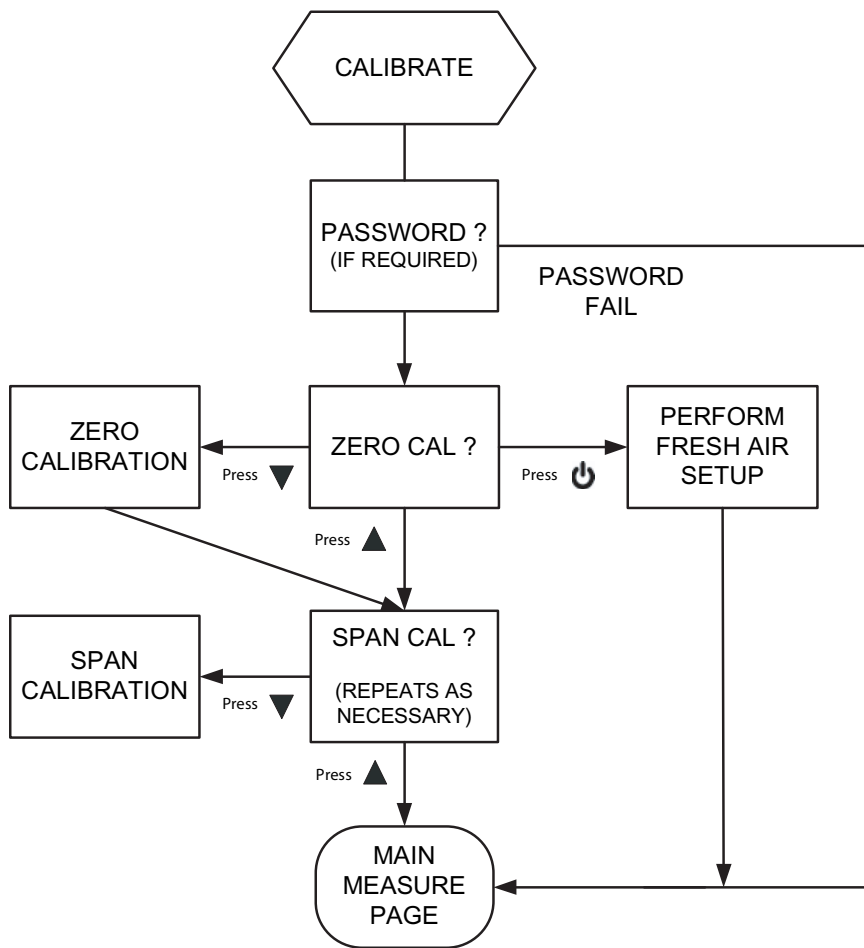 CALIBRATE
PASSWORD ?
(IF REQUIRED)
PASSWORD
FAIL
ZERO
CALIBRATION
Press
ZERO CAL ?
Press
PERFORM
FRESH AIR
SETUP
Press
SPAN
CALIBRATION
Press
SPAN CAL ?
(REPEATS AS
NECESSARY)
Press
MAIN
MEASURE
PAGE